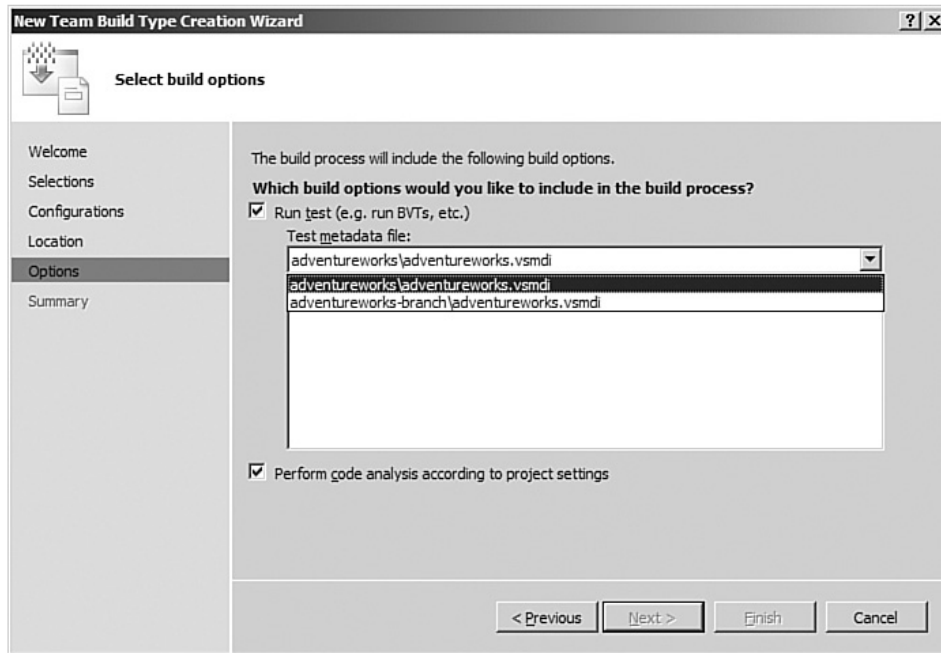 New Team Build Type Creation Wizard
Select build options
Welcome
Selections
Configurations
Location
Options
Summary
The build process will include the following build options.
Which build options would you like to include in the build process?
Run test (e.g. run BVTs, etc.)
Test metadata file:
adventureworks\adventureworks.vsmdi
adventureworks\adventureworks.vsmdi
adventureworks-branch\adventureworks.vsmdi
Perform code analysis according to project settings
< Previous
Next >
Finish
Cancel